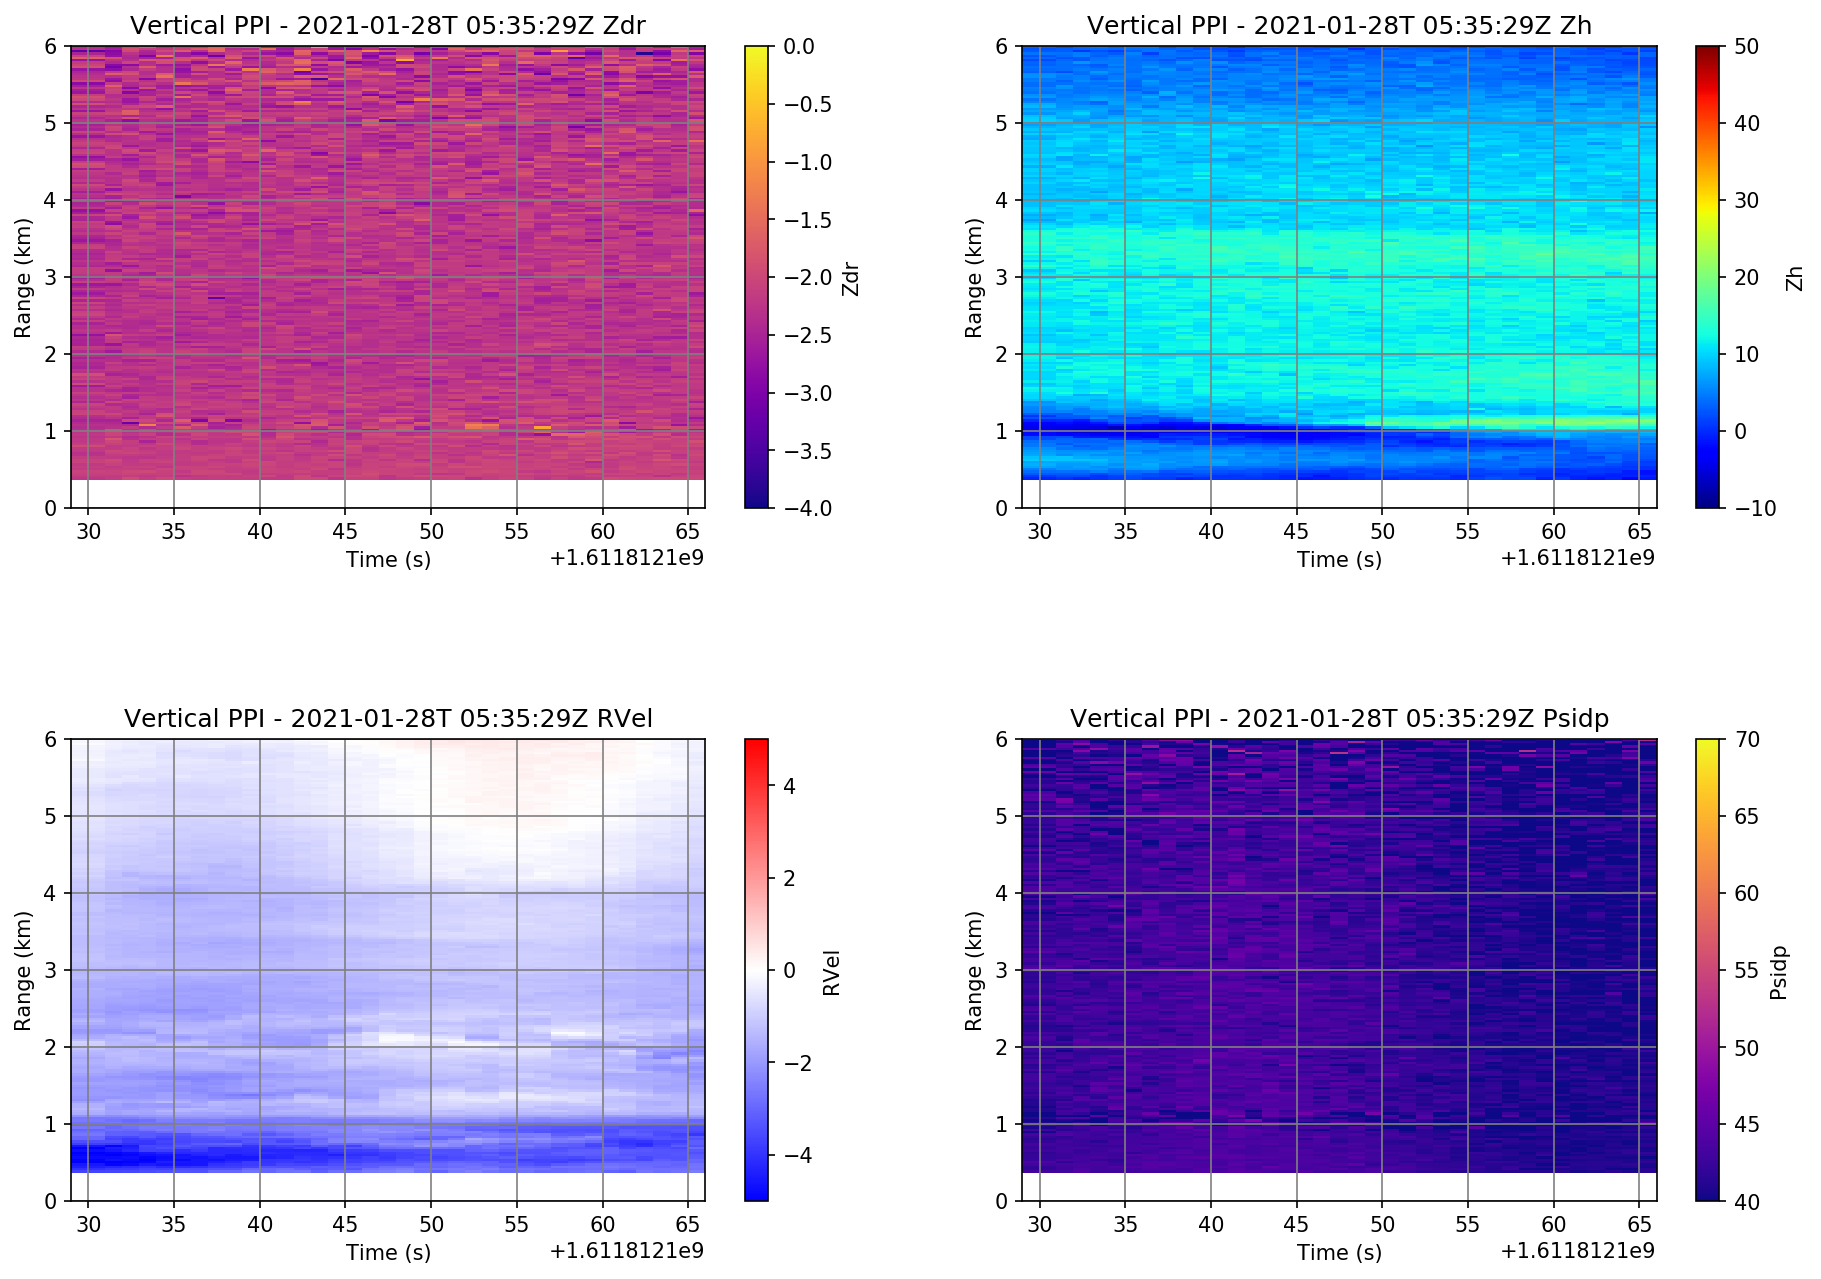 Vertical PPI - 2021-01-28T 05:35:29Z Zdr
6
5
4
3
2
1
0
Range (km)
30 35 40 45 50 55 60 65
Time (s)
+1.6118121e9
0.0
−0.5
−1.0
−1.5
−2.0
−2.5
−3.0
−3.5
−4.0
Zdr
Vertical PPI - 2021-01-28T 05:35:29Z Zh
6
5
4
3
2
1
0
Range (km)
30 35 40 45 50 55 60 65
Time (s)
+1.6118121e9
50
40
30
20
10
0
−10
Zh
Vertical PPI - 2021-01-28T 05:35:29Z RVel
6
5
4
3
2
1
0
Range (km)
30 35 40 45 50 55 60 65
Time (s)
+1.6118121e9
4
2
0
−2
−4
RVel
Vertical PPI - 2021-01-28T 05:35:29Z Psidp
6
5
4
3
2
1
0
Range (km)
30 35 40 45 50 55 60 65
Time (s)
+1.6118121e9
70
65
60
55
50
45
40
Psidp